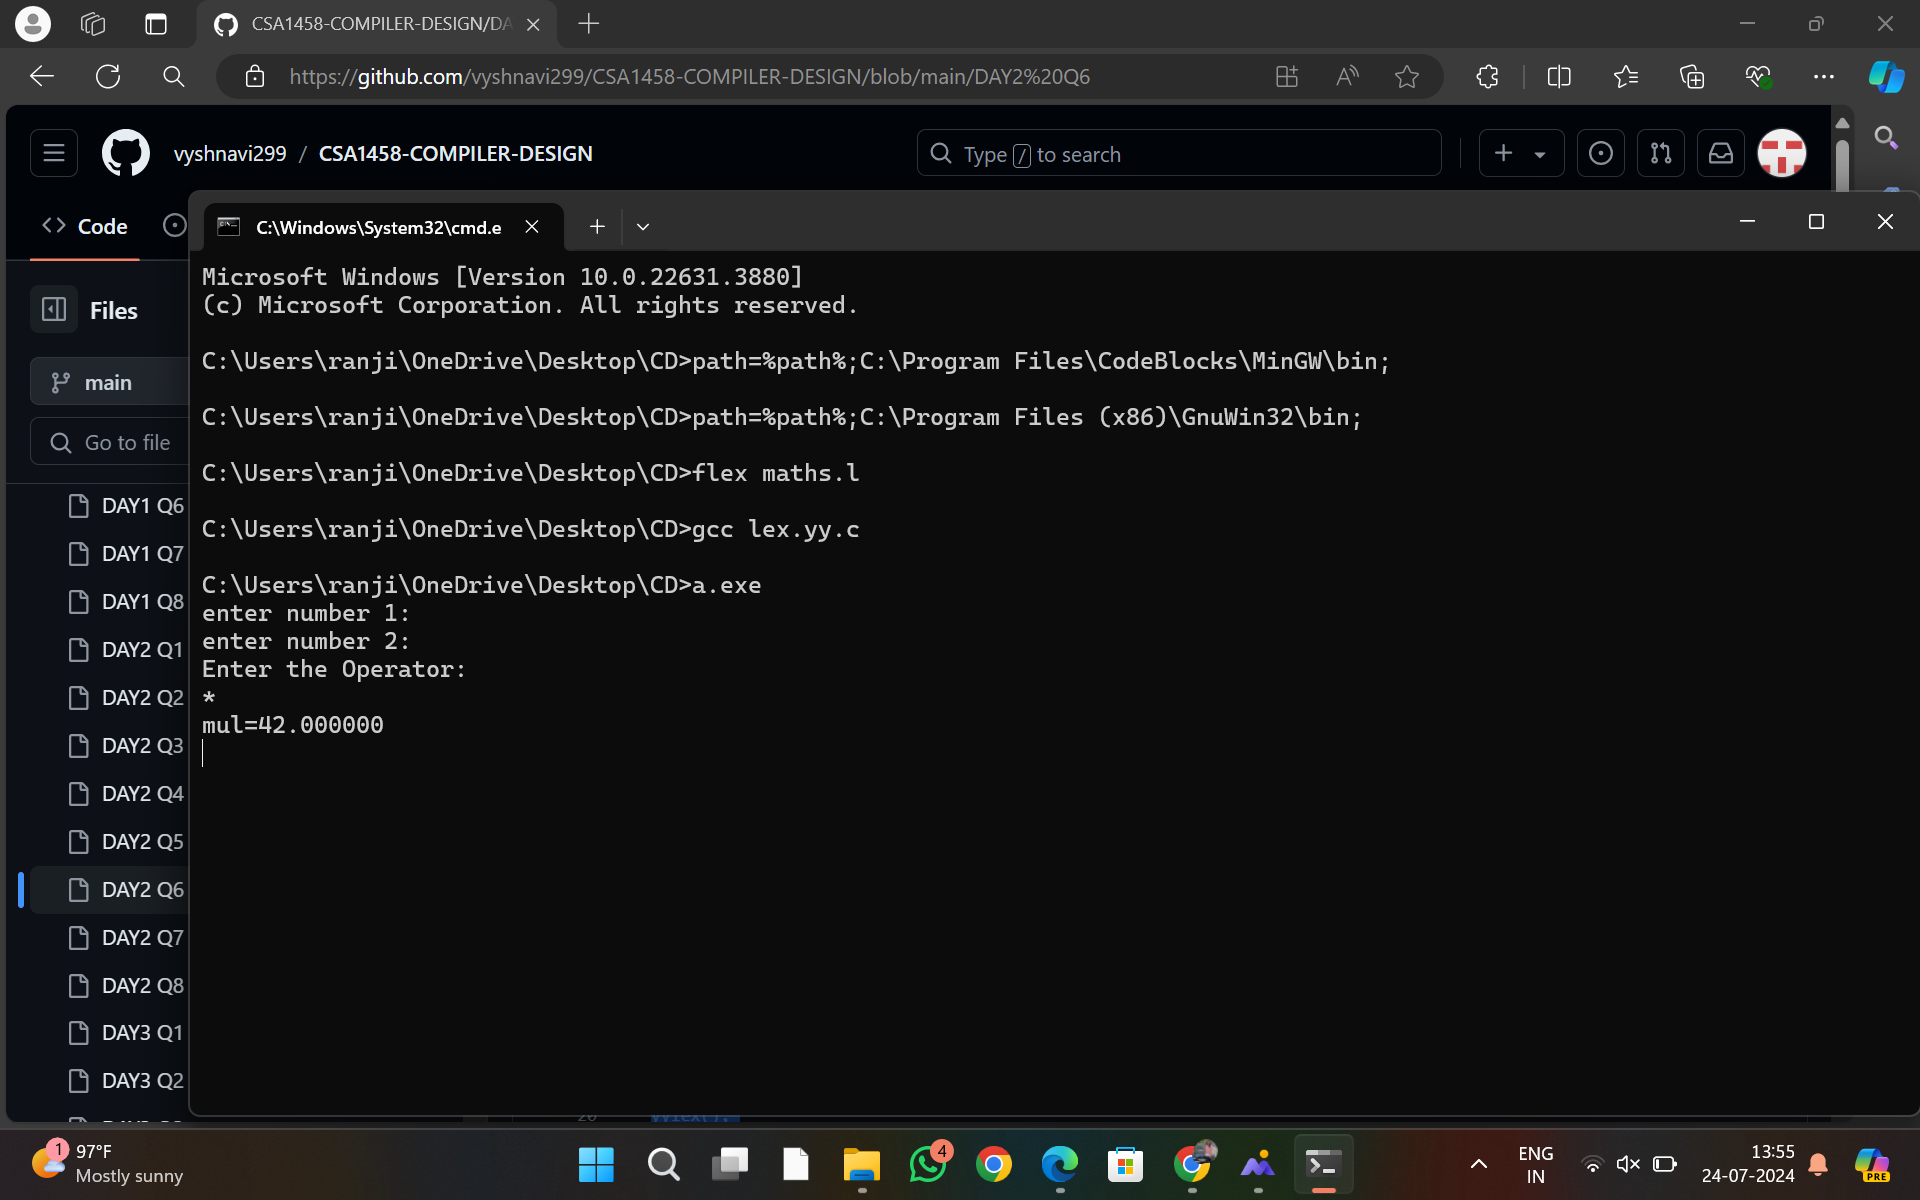 CSA1458-COMPILER-DESIGN/DA
https://github.com/vyshnavi299/CSA1458-COMPILER-DESIGN/blob/main/DAY2%20Q6
vyshnavi299 / CSA1458-COMPILER-DESIGN
Type / to search
Code
C:\Windows\System32\cmd.e
Files
main
Go to file
DAY1 Q6
DAY1 Q7
DAY1 Q8
DAY2 Q1
DAY2 Q2
DAY2 Q3
DAY2 Q4
DAY2 Q5
DAY2 Q6
DAY2 Q7
DAY2 Q8
DAY3 Q1
DAY3 Q2
Microsoft Windows [Version 10.0.22631.3880]
(c) Microsoft Corporation. All rights reserved.
C:\Users\ranji\OneDrive\Desktop\CD>path=%path%;C:\Program Files\CodeBlocks\MinGW\bin;
C:\Users\ranji\OneDrive\Desktop\CD>path=%path%;C:\Program Files (x86)\GnuWin32\bin;
C:\Users\ranji\OneDrive\Desktop\CD>flex maths.l
C:\Users\ranji\OneDrive\Desktop\CD>gcc lex.yy.c
C:\Users\ranji\OneDrive\Desktop\CD>a.exe
enter number 1:
enter number 2:
Enter the Operator:
*
mul=42.000000
1
97°F
Mostly sunny
4
PRE
ENG
IN
13:55
24-07-2024